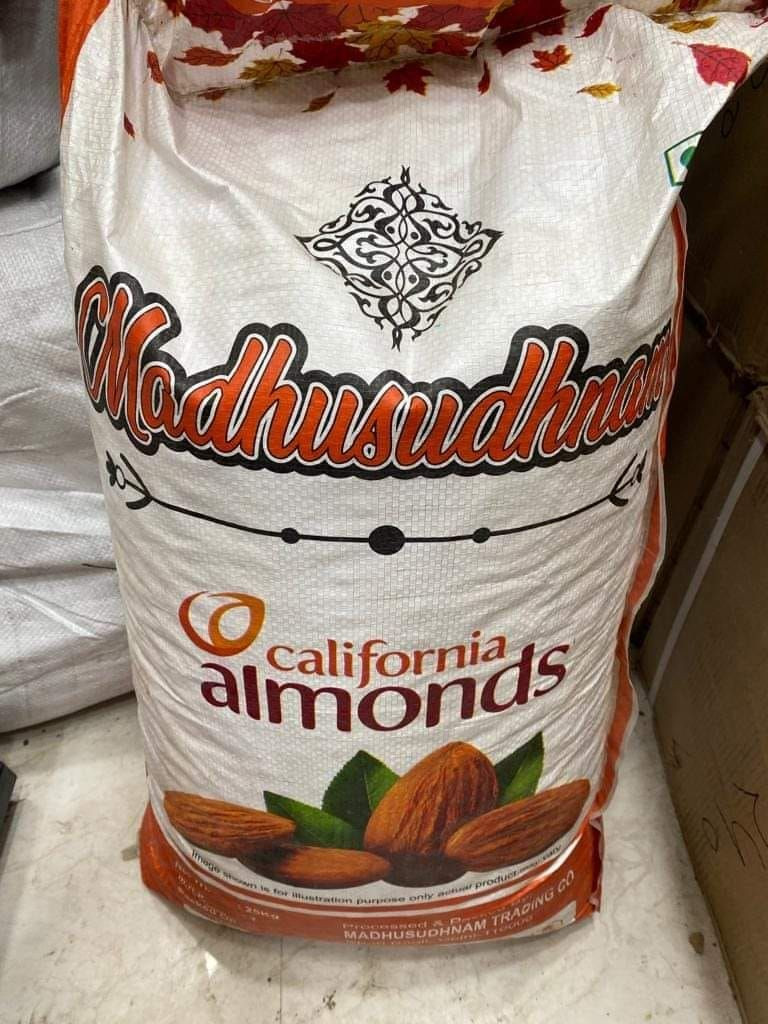 Madhusudhnam
california
almonds
Image shown is for illustration purpose only actual product may vary
25Kg
Processed & Packed By
MADHUSUDHNAM TRADING CO